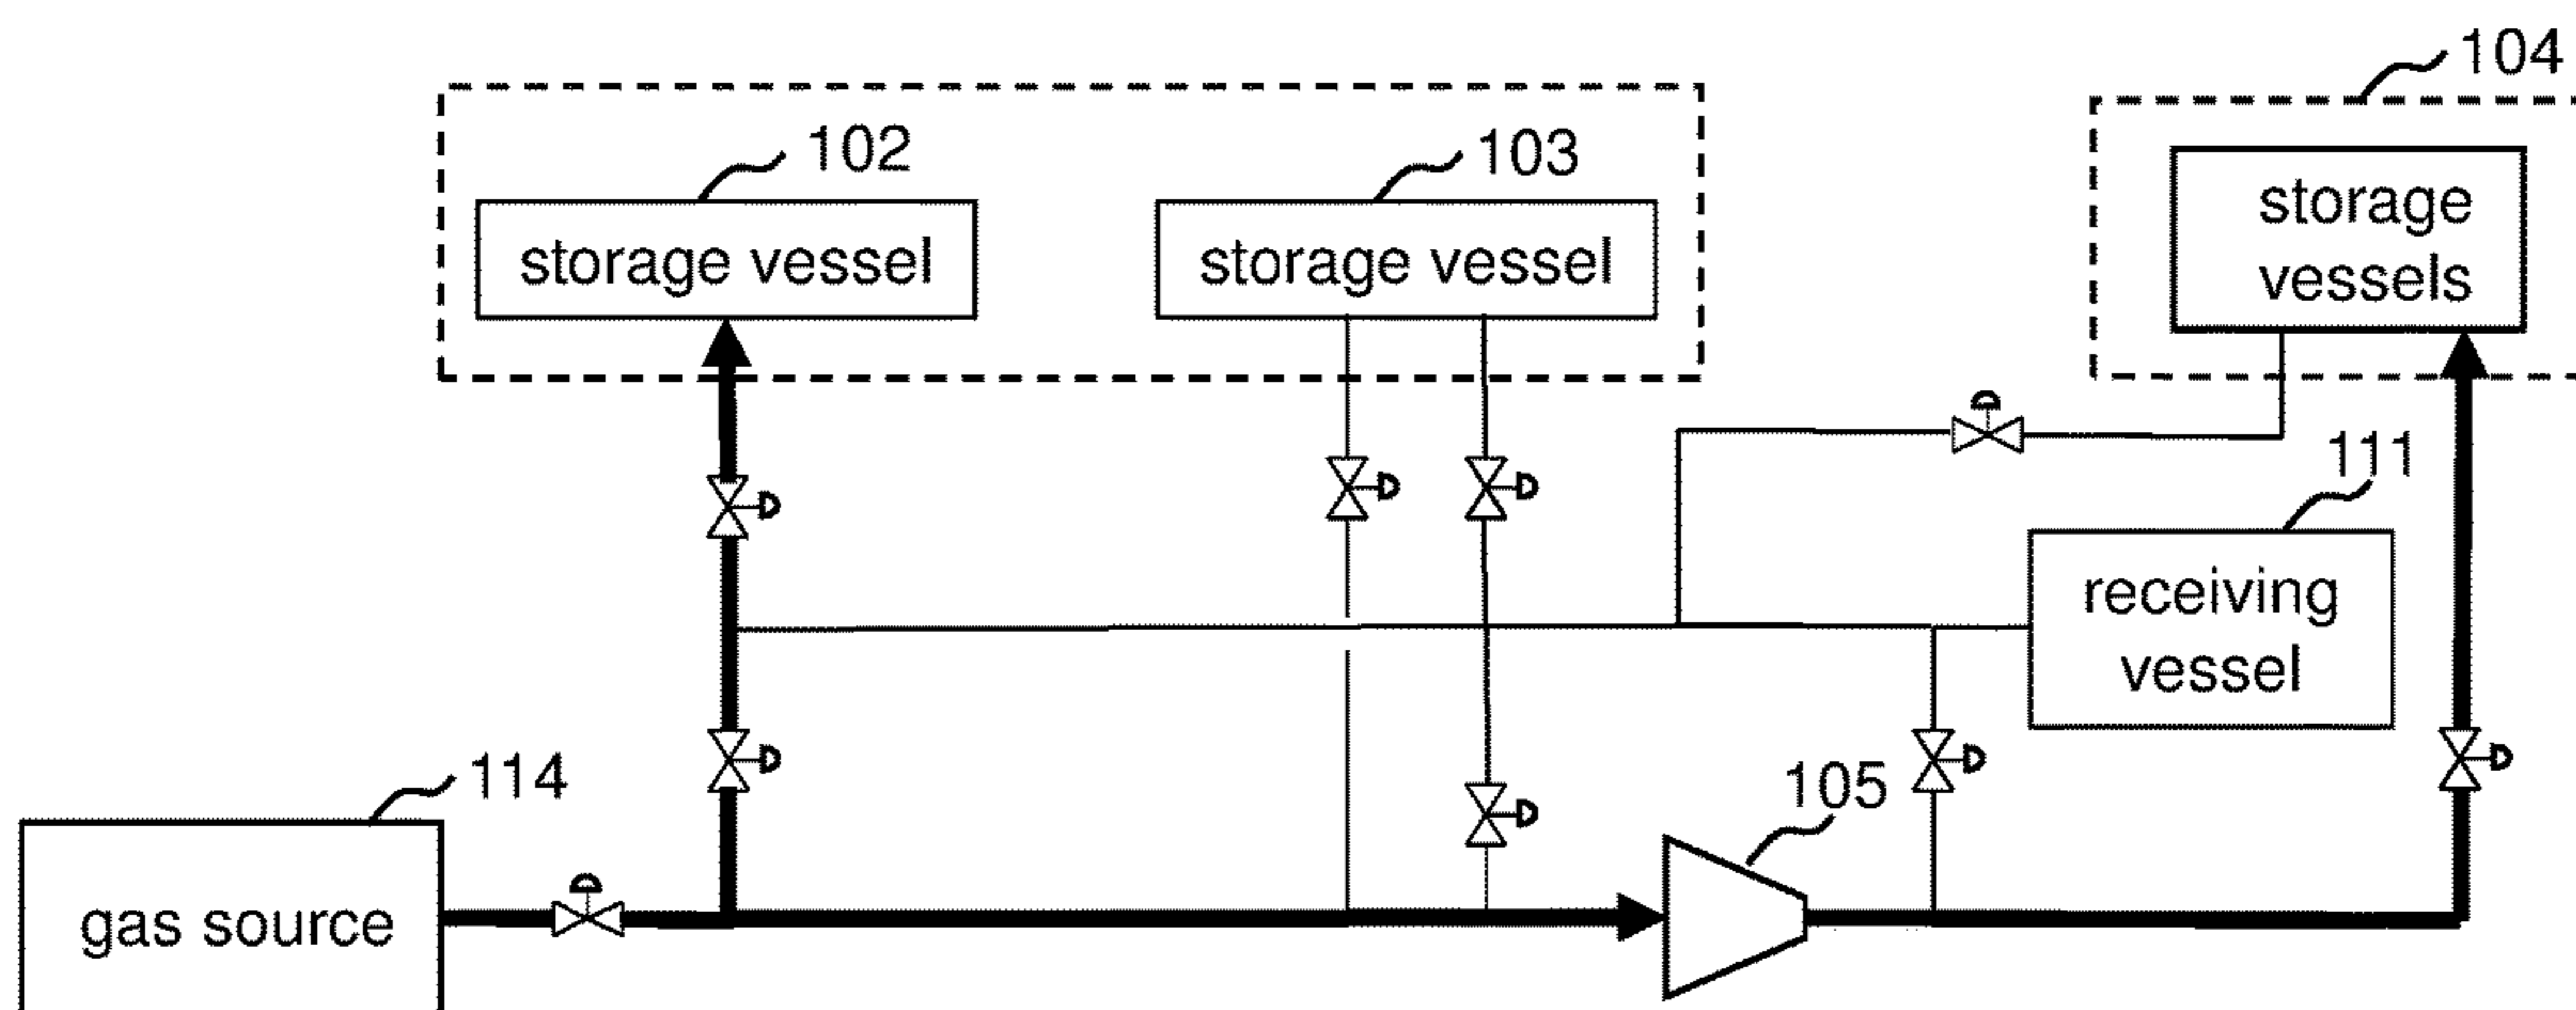 104
102
103
storage
vessels
storage vessel
storage vessel
111
receiving
vessel
114
105
gas source